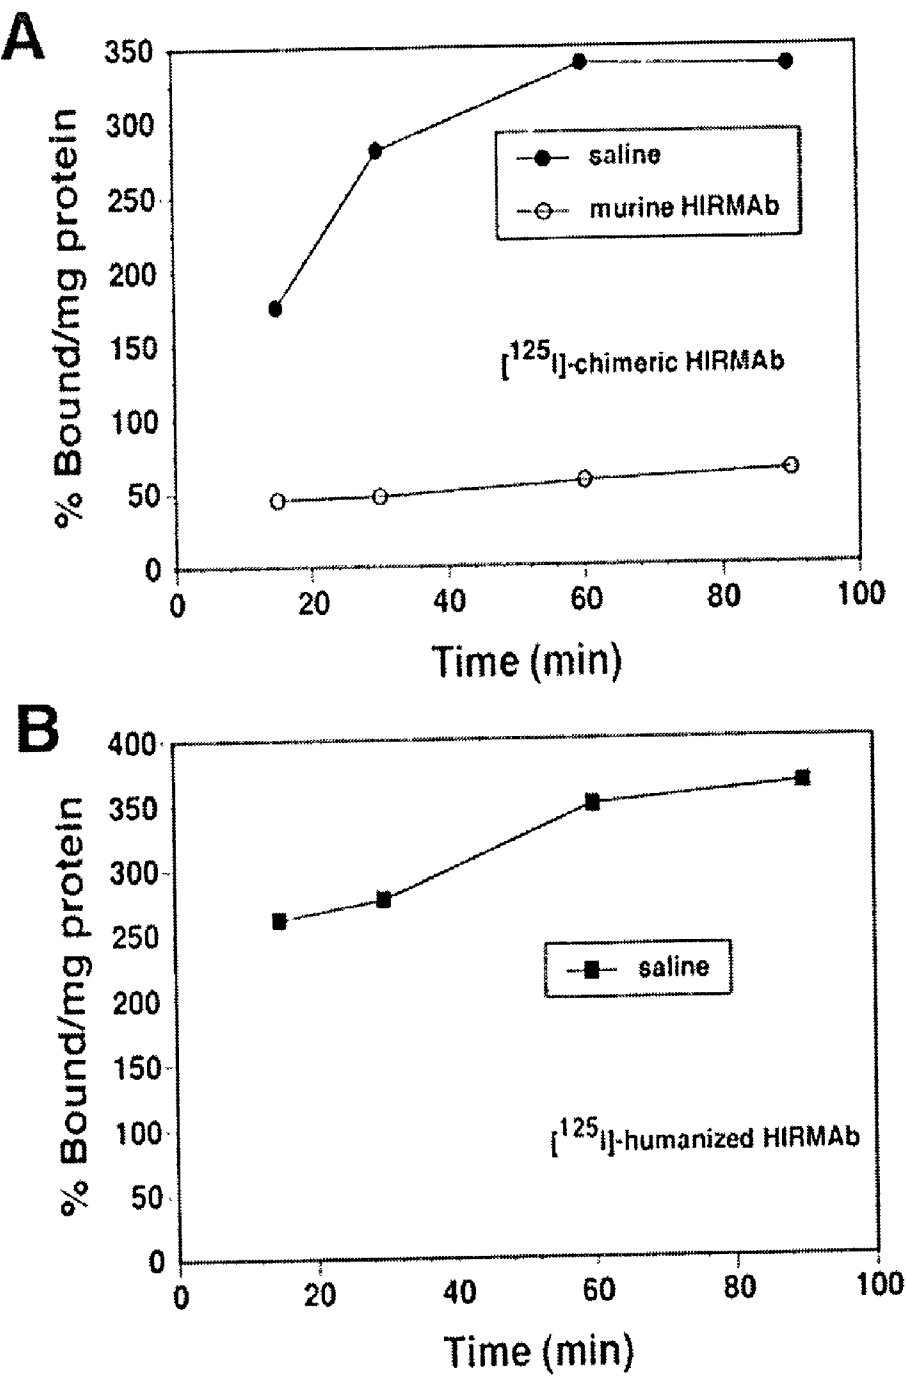 A
350
300
250
200
150
100
50
0
% Bound/mg protein
saline
murine HIRMAb
[125I]-chimeric HIRMAb
0 20 40 60 80 100
Time (min)
B
400
350
300
250
200
150
100
50
0
% Bound/mg protein
saline
[125I]-humanized HIRMAb
0 20 40 60 80 100
Time (min)